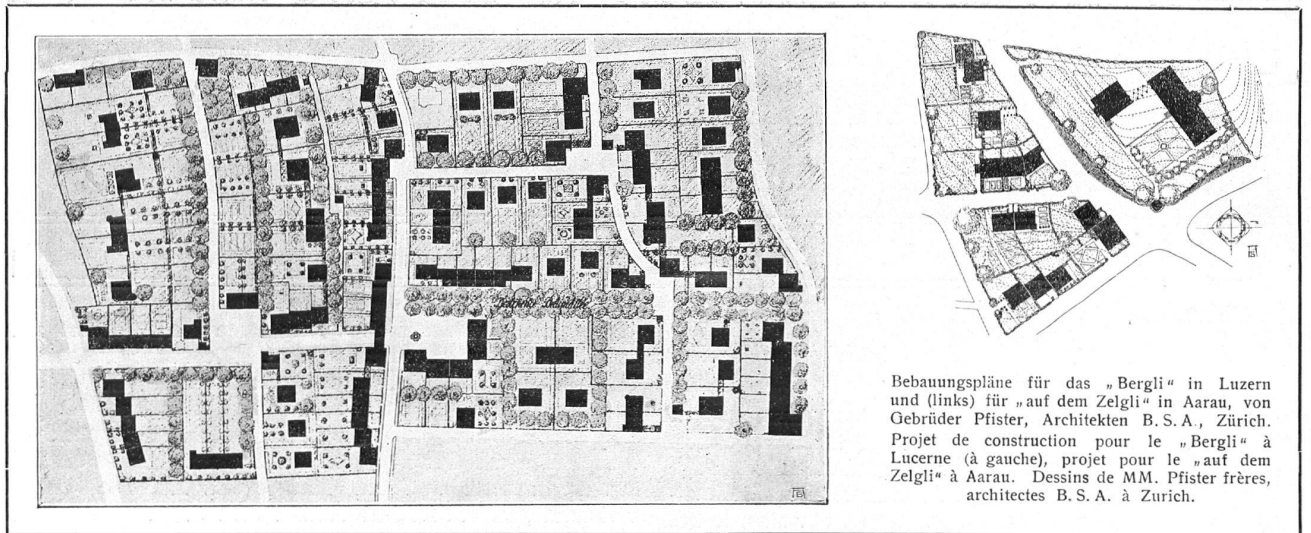 Bebauungspläne für das „Bergli“ in Luzern
und (links) für „auf dem Zelgli“ in Aarau, von
Gebrüder Pfister, Architekten B. S. A., Zürich.
Projet de construction pour le „Bergli“ à
Lucerne (à gauche), projet pour le „auf dem
Zelgli“ à Aarau. Dessins de MM. Pfister frères,
architectes B. S. A. à Zurich.